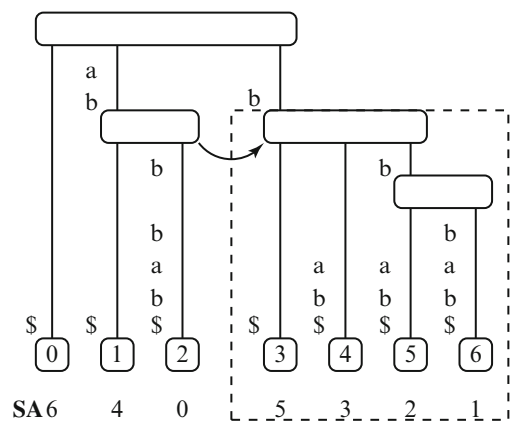 a
b b
b b
b b
a a a a
b b b b
$ $ $ $ $ $ $
0 1 2 3 4 5 6
SA 6 4 0 5 3 2 1